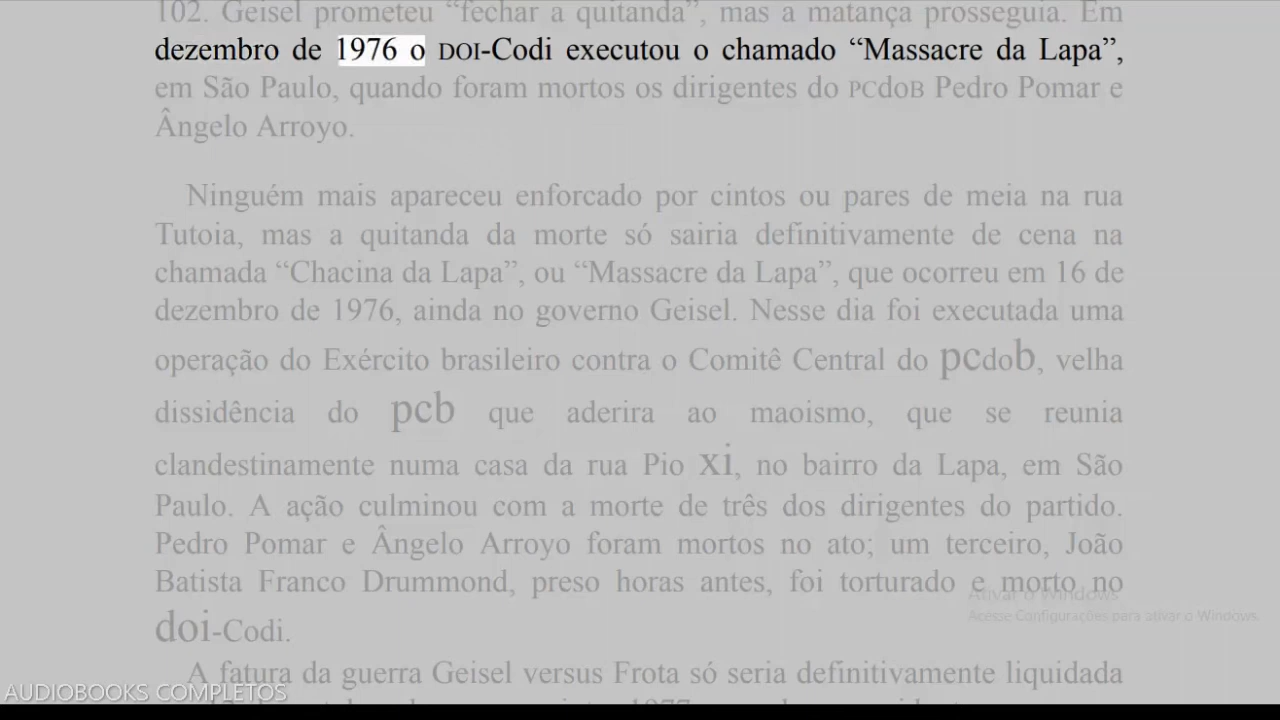 102. Geisel prometeu “fechar a quitanda”, mas a matança prosseguia. Em
dezembro de 1976 o DOI-Codi executou o chamado “Massacre da Lapa”,
em São Paulo, quando foram mortos os dirigentes do PCdoB Pedro Pomar e
Ângelo Arroyo.
Ninguém mais apareceu enforcado por cintos ou pares de meia na rua
Tutoia, mas a quitanda da morte só sairia definitivamente de cena na
chamada “Chacina da Lapa”, ou “Massacre da Lapa”, que ocorreu em 16 de
dezembro de 1976, ainda no governo Geisel. Nesse dia foi executada uma
operação do Exército brasileiro contra o Comitê Central do pcdob, velha
dissidência do pcb que aderira ao maoismo, que se reunia
clandestinamente numa casa da rua Pio xi, no bairro da Lapa, em São
Paulo. A ação culminou com a morte de três dos dirigentes do partido.
Pedro Pomar e Ângelo Arroyo foram mortos no ato; um terceiro, João
Batista Franco Drummond, preso horas antes, foi torturado e morto no
doi-Codi.
Ativar o Windows
Acesse Configurações para ativar o Windows.
A fatura da guerra Geisel versus Frota só seria definitivamente liquidada
AUDIOBOOKS COMPLETOS
1977